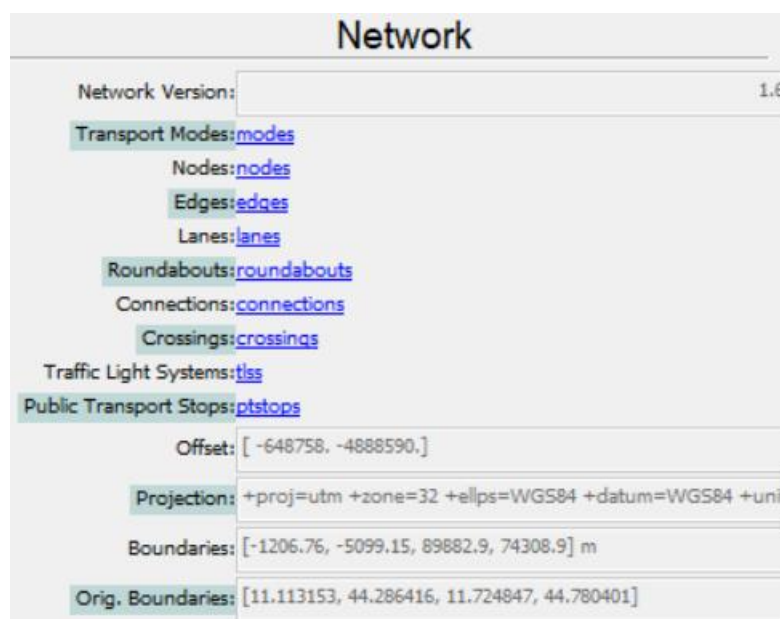 Network
Network Version: 1.6
Transport Modes: modes
Nodes: nodes
Edges: edges
Lanes: lanes
Roundabouts: roundabouts
Connections: connections
Crossings: crossings
Traffic Light Systems: tlss
Public Transport Stops: ptstops
Offset: [ -648758. -4888590.]
Projection: +proj=utm +zone=32 +ellps=WGS84 +datum=WGS84 +uni
Boundaries: [-1206.76, -5099.15, 89882.9, 74308.9] m
Orig. Boundaries: [11.113153, 44.286416, 11.724847, 44.780401]